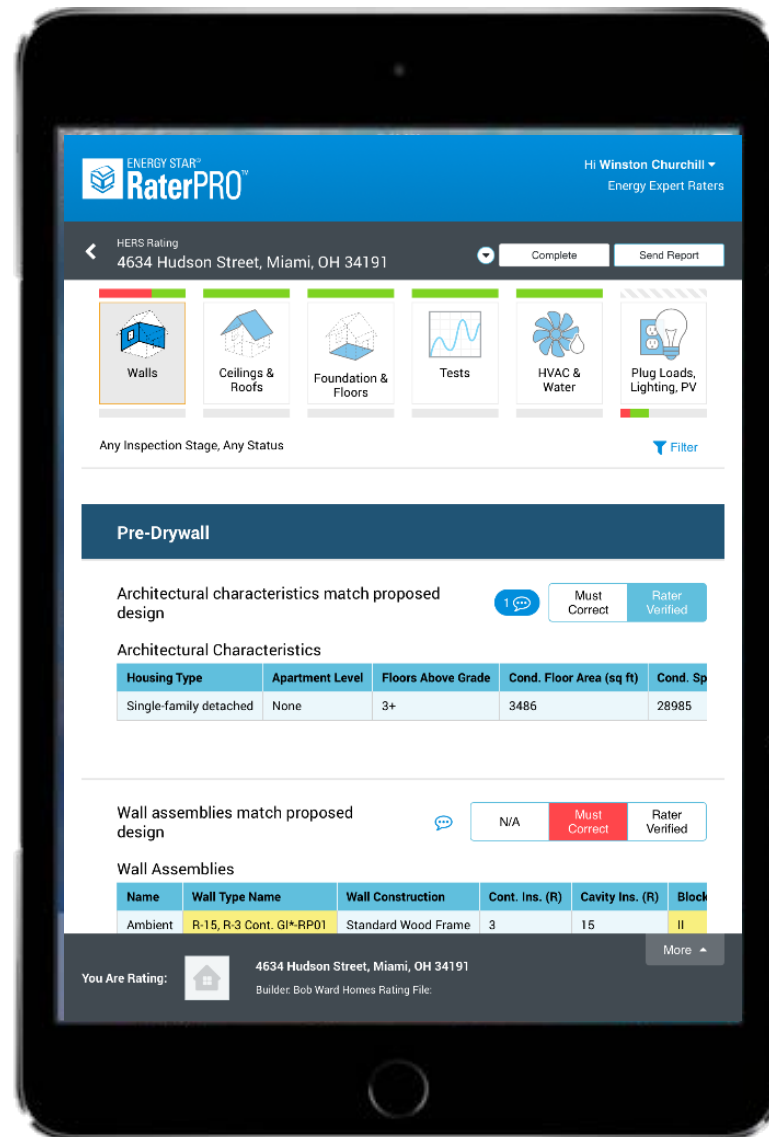 ENERGY STAR®
RaterPRO™
Hi Winston Churchill
Energy Expert Raters
HERS Rating
4634 Hudson Street, Miami, OH 34191
Complete
Send Report
Walls
Ceilings &
Roofs
Foundation &
Floors
Tests
HVAC &
Water
Plug Loads,
Lighting, PV
Any Inspection Stage, Any Status
Filter
Pre-Drywall
Architectural characteristics match proposed
design
1
Must
Correct
Rater
Verified
Architectural Characteristics
Housing Type Apartment Level Floors Above Grade Cond. Floor Area (sq ft) Cond. Sp
Single-family detached None 3+ 3486 28985
Wall assemblies match proposed
design
N/A
Must
Correct
Rater
Verified
Wall Assemblies
Name Wall Type Name Wall Construction Cont. Ins. (R) Cavity Ins. (R) Block
Ambient R-15, R-3 Cont. GI*-RP01 Standard Wood Frame 3 15 II
More
You Are Rating:
4634 Hudson Street, Miami, OH 34191
Builder: Bob Ward Homes Rating File: